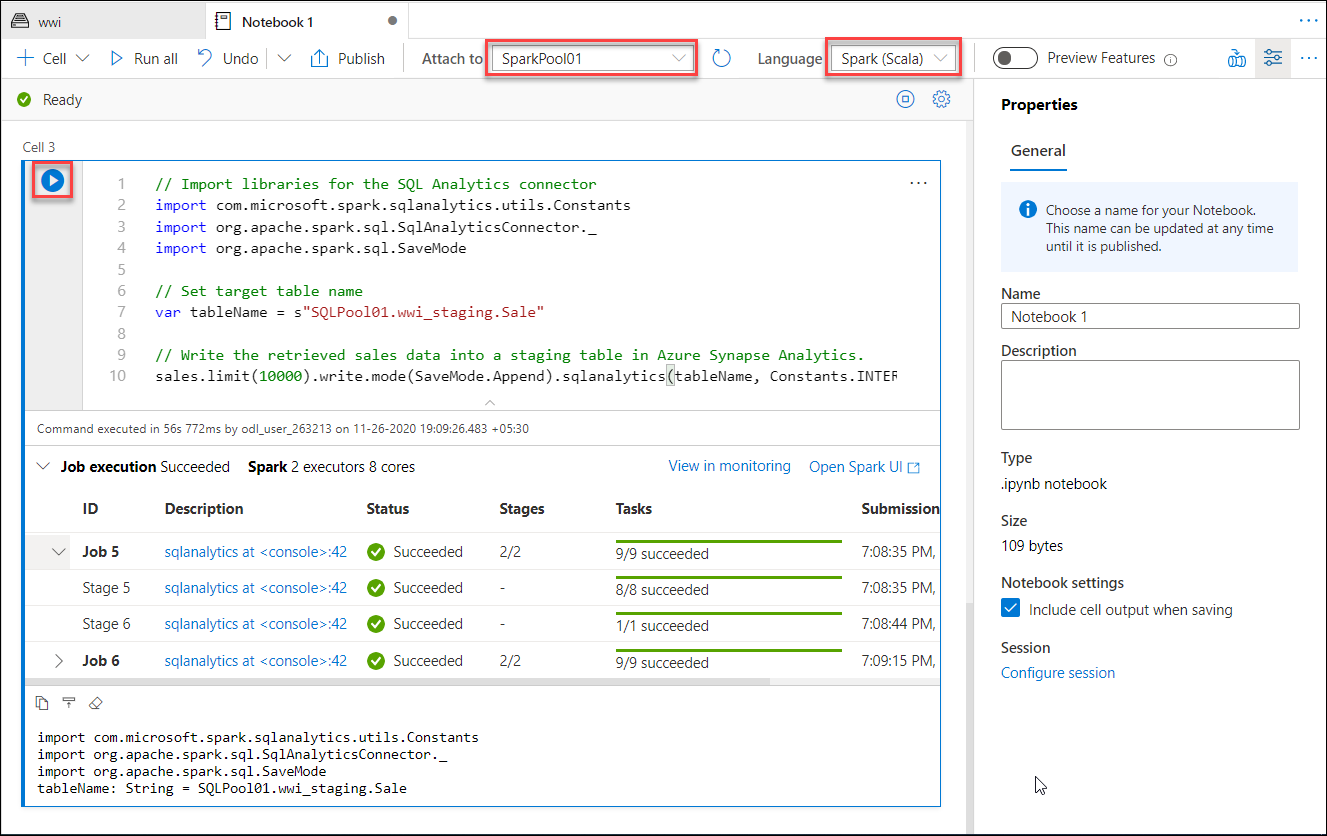 wwi
Notebook 1
Cell
Run all
Undo
Publish
Attach to
SparkPool01
Language
Spark (Scala)
Preview Features
Ready
Cell 3
1 // Import libraries for the SQL Analytics connector
2 import com.microsoft.spark.sqlanalytics.utils.Constants
3 import org.apache.spark.sql.SqlAnalyticsConnector._
4 import org.apache.spark.sql.SaveMode
5
6 // Set target table name
7 var tableName = s"SQLPool01.wwi_staging.Sale"
8
9 // Write the retrieved sales data into a staging table in Azure Synapse Analytics.
10 sales.limit(10000).write.mode(SaveMode.Append).sqlanalytics(tableName, Constants.INTER
Command executed in 56s 772ms by odl_user_263213 on 11-26-2020 19:09:26.483 +05:30
Job execution Succeeded Spark 2 executors 8 cores
View in monitoring
Open Spark UI
ID Description Status Stages Tasks Submission
Job 5 sqlanalytics at <console>:42 Succeeded 2/2 9/9 succeeded 7:08:35 PM,
Stage 5 sqlanalytics at <console>:42 Succeeded - 8/8 succeeded 7:08:35 PM,
Stage 6 sqlanalytics at <console>:42 Succeeded - 1/1 succeeded 7:08:44 PM,
Job 6 sqlanalytics at <console>:42 Succeeded 2/2 9/9 succeeded 7:09:15 PM,
import com.microsoft.spark.sqlanalytics.utils.Constants
import org.apache.spark.sql.SqlAnalyticsConnector._
import org.apache.spark.sql.SaveMode
tableName: String = SQLPool01.wwi_staging.Sale
Properties
General
Choose a name for your Notebook.
This name can be updated at any time
until it is published.
Name
Notebook 1
Description
Type
.ipynb notebook
Size
109 bytes
Notebook settings
Include cell output when saving
Session
Configure session